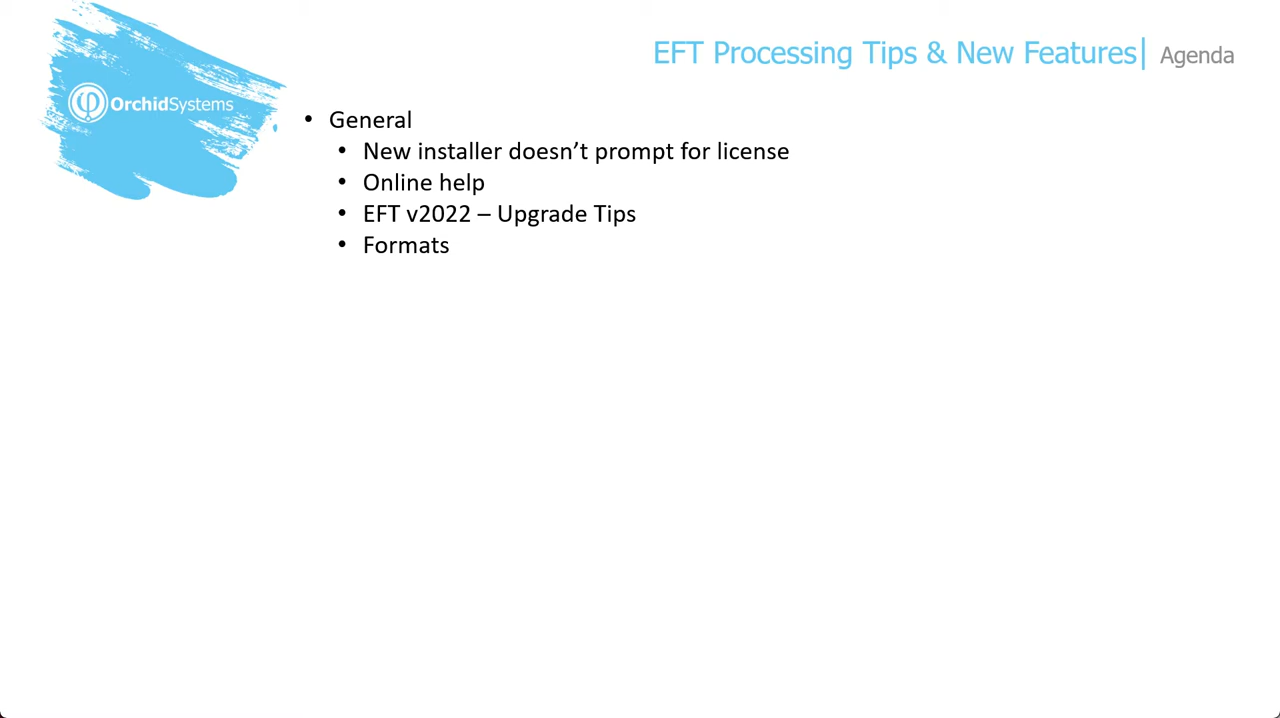 OrchidSystems
EFT Processing Tips & New Features| Agenda
• General
• New installer doesn’t prompt for license
• Online help
• EFT v2022 – Upgrade Tips
• Formats